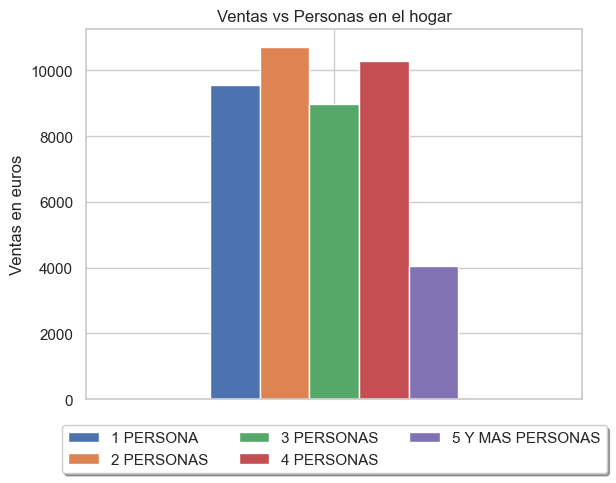 Ventas vs Personas en el hogar
10000
8000
6000
4000
2000
0
Ventas en euros
1 PERSONA
2 PERSONAS
3 PERSONAS
4 PERSONAS
5 Y MAS PERSONAS